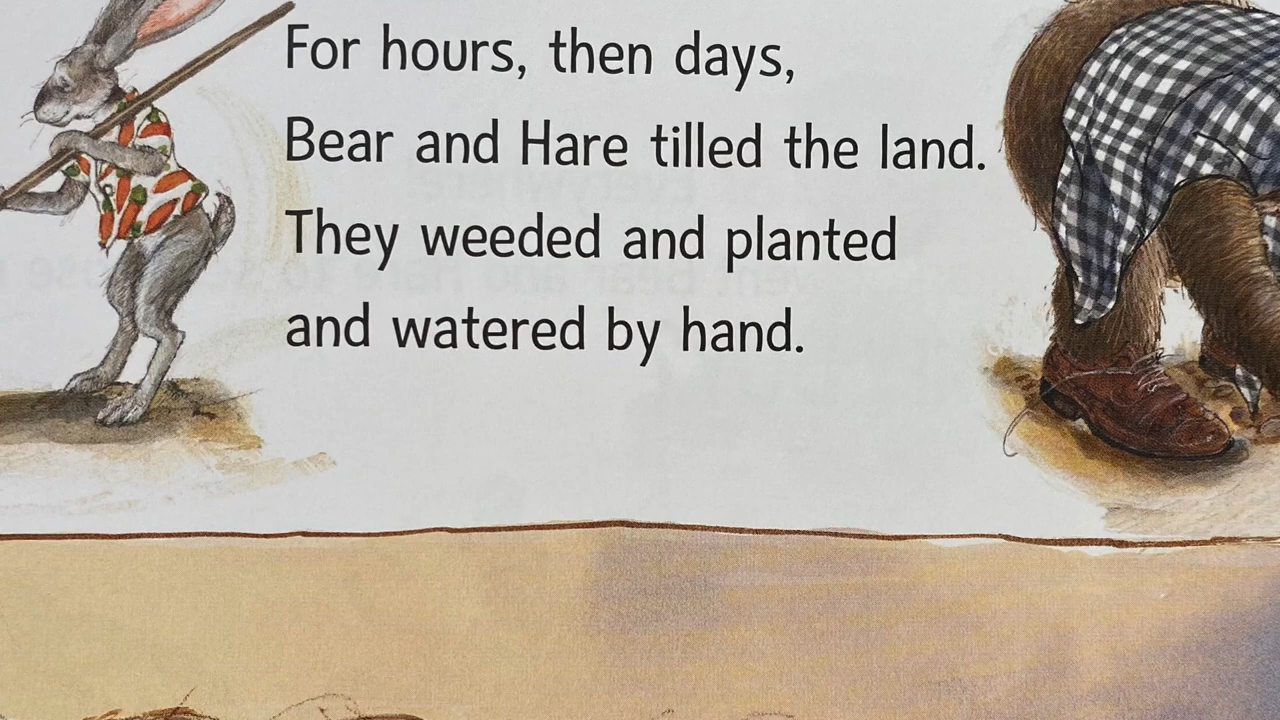 For hours, then days,
Bear and Hare tilled the land.
They weeded and planted
and watered by hand.